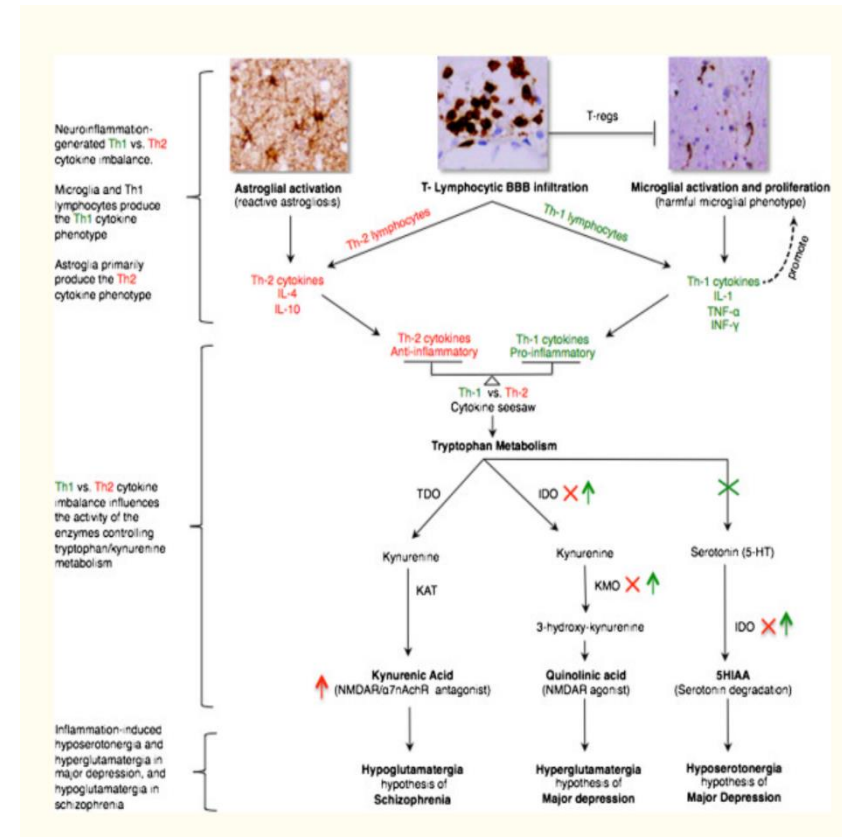 Neuroinflammation-
generated Th1 vs. Th2
cytokine imbalance.
Microglia and Th1
lymphocytes produce
the Th1 cytokine
phenotype
Astroglia primarily
produce the Th2
cytokine phenotype
T-regs
Astroglial activation
(reactive astrogliosis)
T- Lymphocytic BBB infiltration
Microglial activation and proliferation
(harmful microglial phenotype)
Th-2 lymphocytes
Th-1 lymphocytes
promote
Th-2 cytokines
IL-4
IL-10
Th-1 cytokines
IL-1
TNF-α
INF-γ
Th-2 cytokines
Anti-inflammatory
Th-1 cytokines
Pro-inflammatory
Th-1 vs. Th-2
Cytokine seesaw
Tryptophan Metabolism
Th1 vs. Th2 cytokine
imbalance influences
the activity of the
enzymes controlling
tryptophan/kynurenine
metabolism
TDO
IDO
Kynurenine
Kynurenine
Serotonin (5-HT)
KAT
KMO
3-hydroxy-kynurenine
IDO
Kynurenic Acid
(NMDAR/α7nAchR antagonist)
Quinolinic acid
(NMDAR agonist)
5HIAA
(Serotonin degradation)
Inflammation-induced
hyposerotonergia and
hyperglutamatergia in
major depression, and
hypoglutamatergia in
schizophrenia
Hypoglutamatergia
hypothesis of
Schizophrenia
Hyperglutamatergia
hypothesis of
Major depression
Hyposerotonergia
hypothesis of
Major Depression